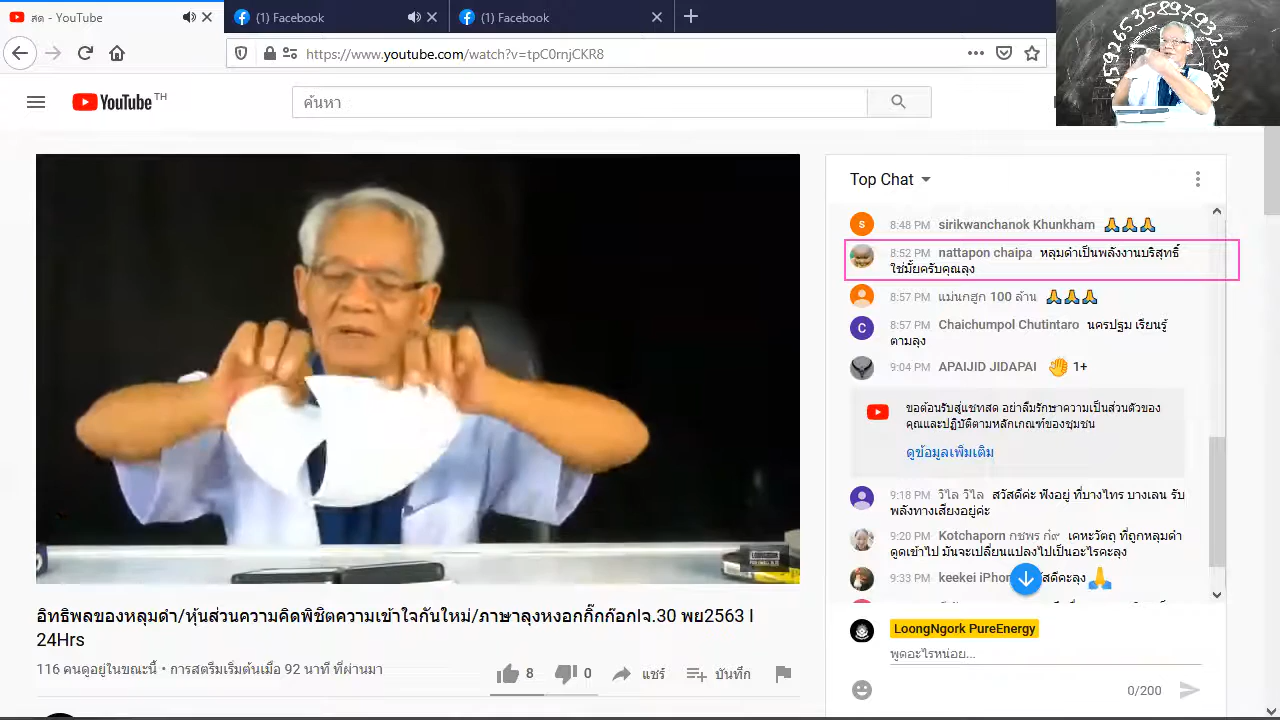 สด - YouTube
(1) Facebook
(1) Facebook
https://www.youtube.com/watch?v=tpC0rnjCKR8
YouTube TH
ค้นหา
Top Chat
8:48 PM sirikwanchanok Khunkham 🙏🙏🙏
8:52 PM nattapon chaipa หลุมดำเป็นพลังงานบริสุทธิ์
ใช่มั้ยครับคุณลุง
8:57 PM แม่นกฮูก 100 ล้าน 🙏🙏🙏
8:57 PM Chaichumpol Chutintaro นครปฐม เรียนรู้
ตามลุง
9:04 PM APAIJID JIDAPAI 👏 1+
ขอต้อนรับสู่แชทสด อย่าลืมรักษาความเป็นส่วนตัวของ
คุณและปฏิบัติตามหลักเกณฑ์ของชุมชน
ดูข้อมูลเพิ่มเติม
9:18 PM วิไล วิไล สวัสดีค่ะ ฟังอยู่ ที่บางไทร บางเลน รับ
พลังทางเสียงอยู่ค่ะ
9:20 PM Kotchaporn กชพร ก๋ฯ เคหะวัตถุ ที่ถูกหลุมดำ
ดูดเข้าไป มันจะเปลี่ยนแปลงไปเป็นอะไรคะลุง
9:33 PM keekei iPhon ัสดีคะลุง 🙏
LoongNgork PureEnergy
พูดอะไรหน่อย...
0/200
อิทธิพลของหลุมดำ/หุ้นส่วนความคิดพิชิตความเข้าใจกันใหม่/ภาษาลุงหงอกกิ๊กก๊อกlจ.30 พย2563 l
24Hrs
116 คนดูอยู่ในขณะนี้ • การสตรีมเริ่มต้นเมื่อ 92 นาที ที่ผ่านมา
8
0
แชร์
บันทึก